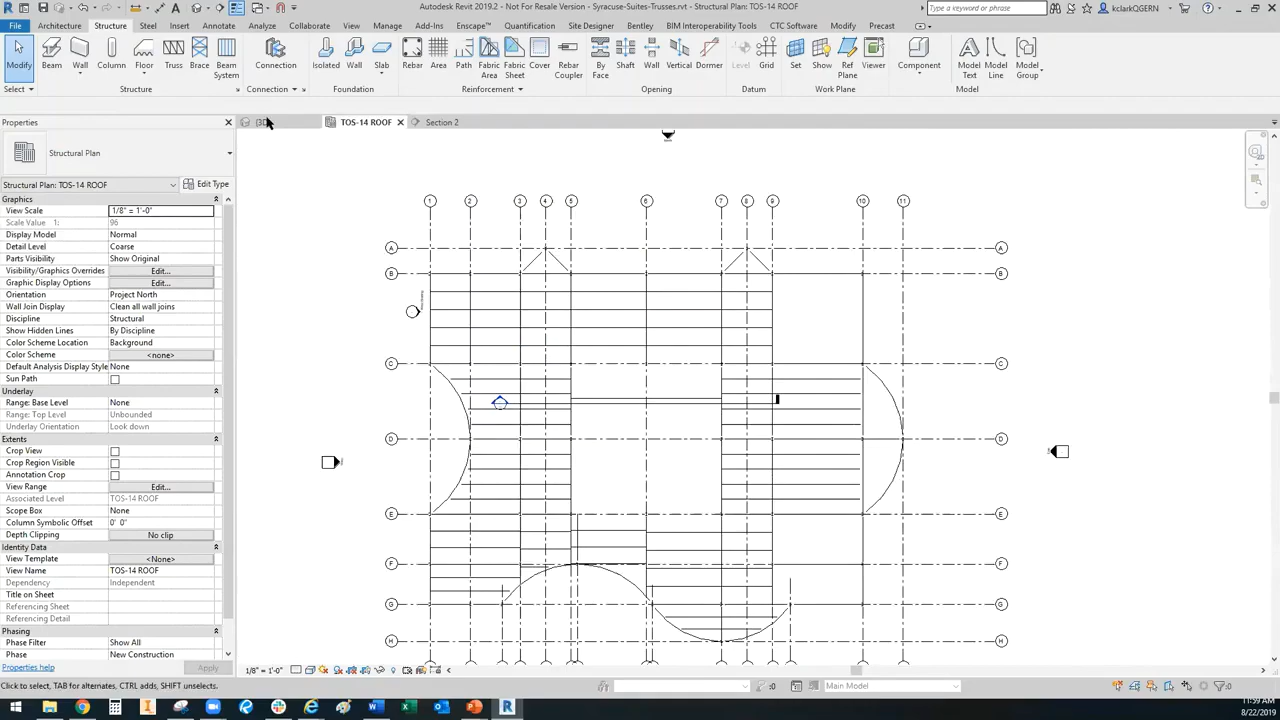 Autodesk Revit 2019.2 - Not For Resale Version - Syracuse-Suites-Trusses.rvt - Structural Plan: TOS-14 ROOF
Type a keyword or phrase
kclarkQGERN
File Architecture Structure Steel Insert Annotate Analyze Collaborate View Manage Add-Ins Enscape™ Quantification Site Designer Bentley BIM Interoperability Tools CTC Software Modify Precast
Modify Beam Wall Column Floor Truss Brace Beam System Connection Isolated Wall Slab Rebar Area Path Fabric Area Fabric Sheet Cover Rebar Coupler By Face Shaft Wall Vertical Dormer Level Grid Set Show Ref Plane Viewer Component Model Text Model Line Model Group
Select Structure Connection Foundation Reinforcement Opening Datum Work Plane Model
Properties
TOS-14 ROOF Section 2
Structural Plan
Structural Plan: TOS-14 ROOF Edit Type
Graphics
View Scale 1/8" = 1'-0"
Scale Value 1: 96
Display Model Normal
Detail Level Coarse
Parts Visibility Show Original
Visibility/Graphics Overrides Edit...
Graphic Display Options Edit...
Orientation Project North
Wall Join Display Clean all wall joins
Discipline Structural
Show Hidden Lines By Discipline
Color Scheme Location Background
Color Scheme <none>
Default Analysis Display Style None
Sun Path
Underlay
Range: Base Level None
Range: Top Level Unbounded
Underlay Orientation Look down
Extents
Crop View
Crop Region Visible
Annotation Crop
View Range Edit...
Associated Level TOS-14 ROOF
Scope Box None
Column Symbolic Offset 0' 0"
Depth Clipping No clip
Identity Data
View Template <None>
View Name TOS-14 ROOF
Dependency Independent
Title on Sheet
Referencing Sheet
Referencing Detail
Phasing
Phase Filter Show All
Phase New Construction
Properties help Apply
1 2 3 4 5 6 7 8 9 10 11
A A
B B
C C
D D
E E
F F
G G
H H
1/8" = 1'-0"
Click to select, TAB for alternates, CTRL adds, SHIFT unselects.
:0 Main Model :0
11:59 AM
8/22/2019